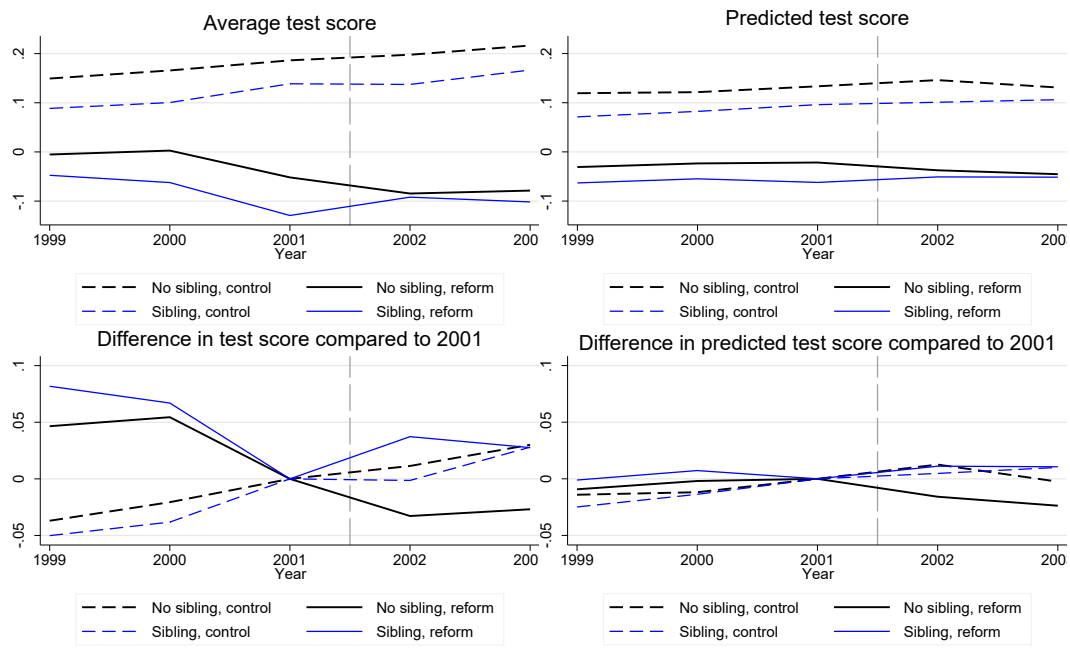 Average test score
.2
.1
0
-.1
1999 2000 2001 2002 200
Year
No sibling, control No sibling, reform
Sibling, control Sibling, reform
Predicted test score
.2
.1
0
-.1
1999 2000 2001 2002 200
Year
No sibling, control No sibling, reform
Sibling, control Sibling, reform
Difference in test score compared to 2001
.1
.05
0
-.05
1999 2000 2001 2002 200
Year
No sibling, control No sibling, reform
Sibling, control Sibling, reform
Difference in predicted test score compared to 2001
.1
.05
0
-.05
1999 2000 2001 2002 200
Year
No sibling, control No sibling, reform
Sibling, control Sibling, reform